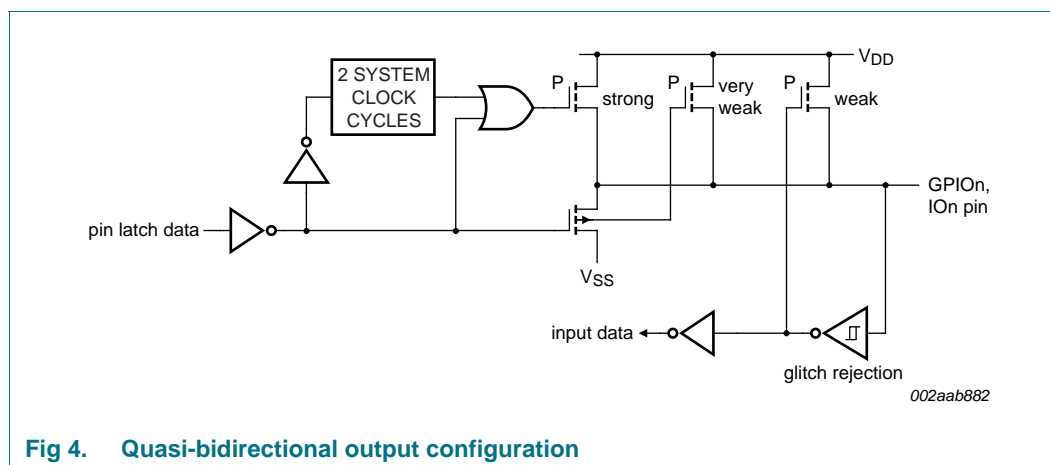 2 SYSTEM
CLOCK
CYCLES
P
strong
P
very
weak
P
weak
VDD
GPIOn,
IOn pin
pin latch data
VSS
input data
glitch rejection
002aab882
Fig 4. Quasi-bidirectional output configuration